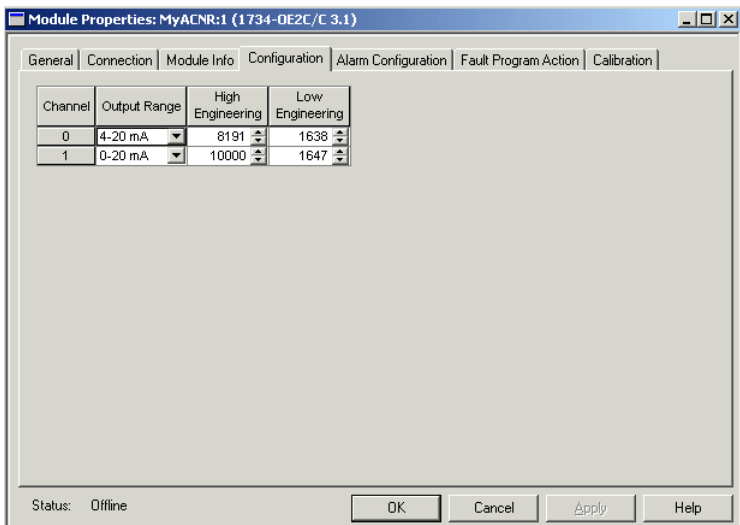 Module Properties: MyACNR:1 (1734-OE2C/C 3.1)
General Connection Module Info Configuration Alarm Configuration Fault Program Action Calibration
Channel Output Range High Engineering Low Engineering
0 4-20 mA 8191 1638
1 0-20 mA 10000 1647
Status: Offline OK Cancel Apply Help